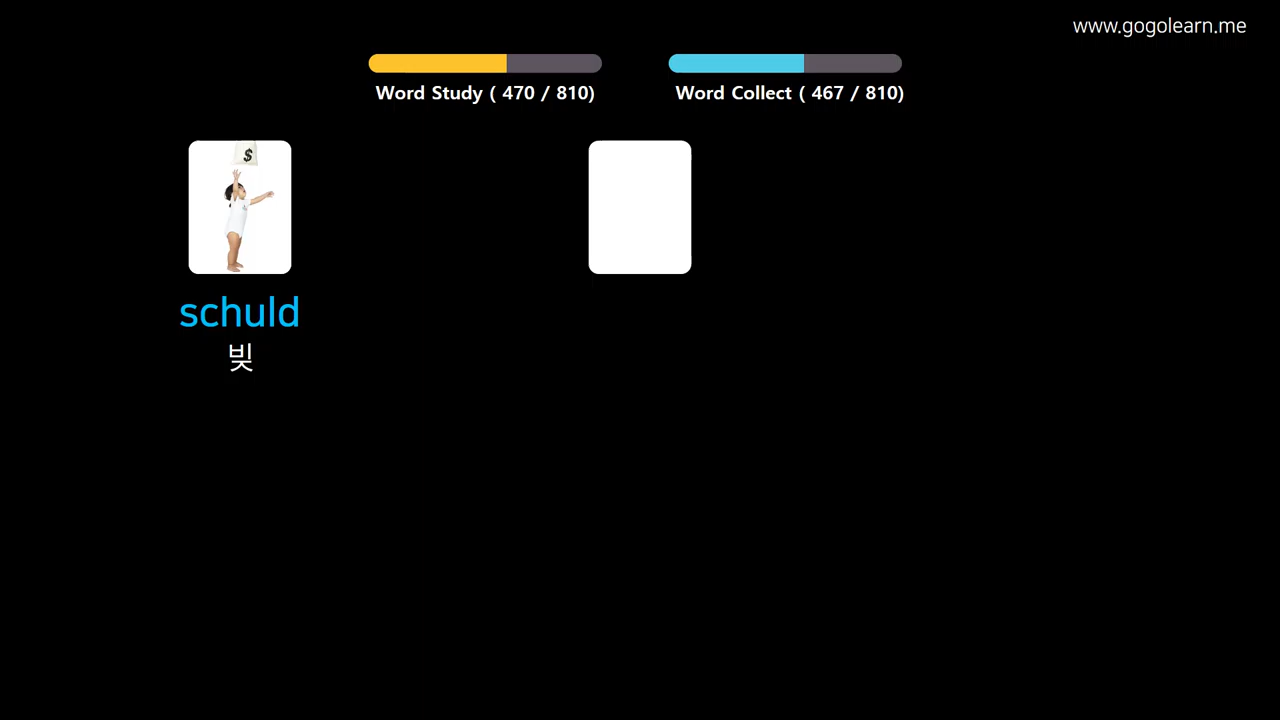 www.gogolearn.me
Word Study ( 470 / 810)
Word Collect ( 467 / 810)
$
schuld
빚